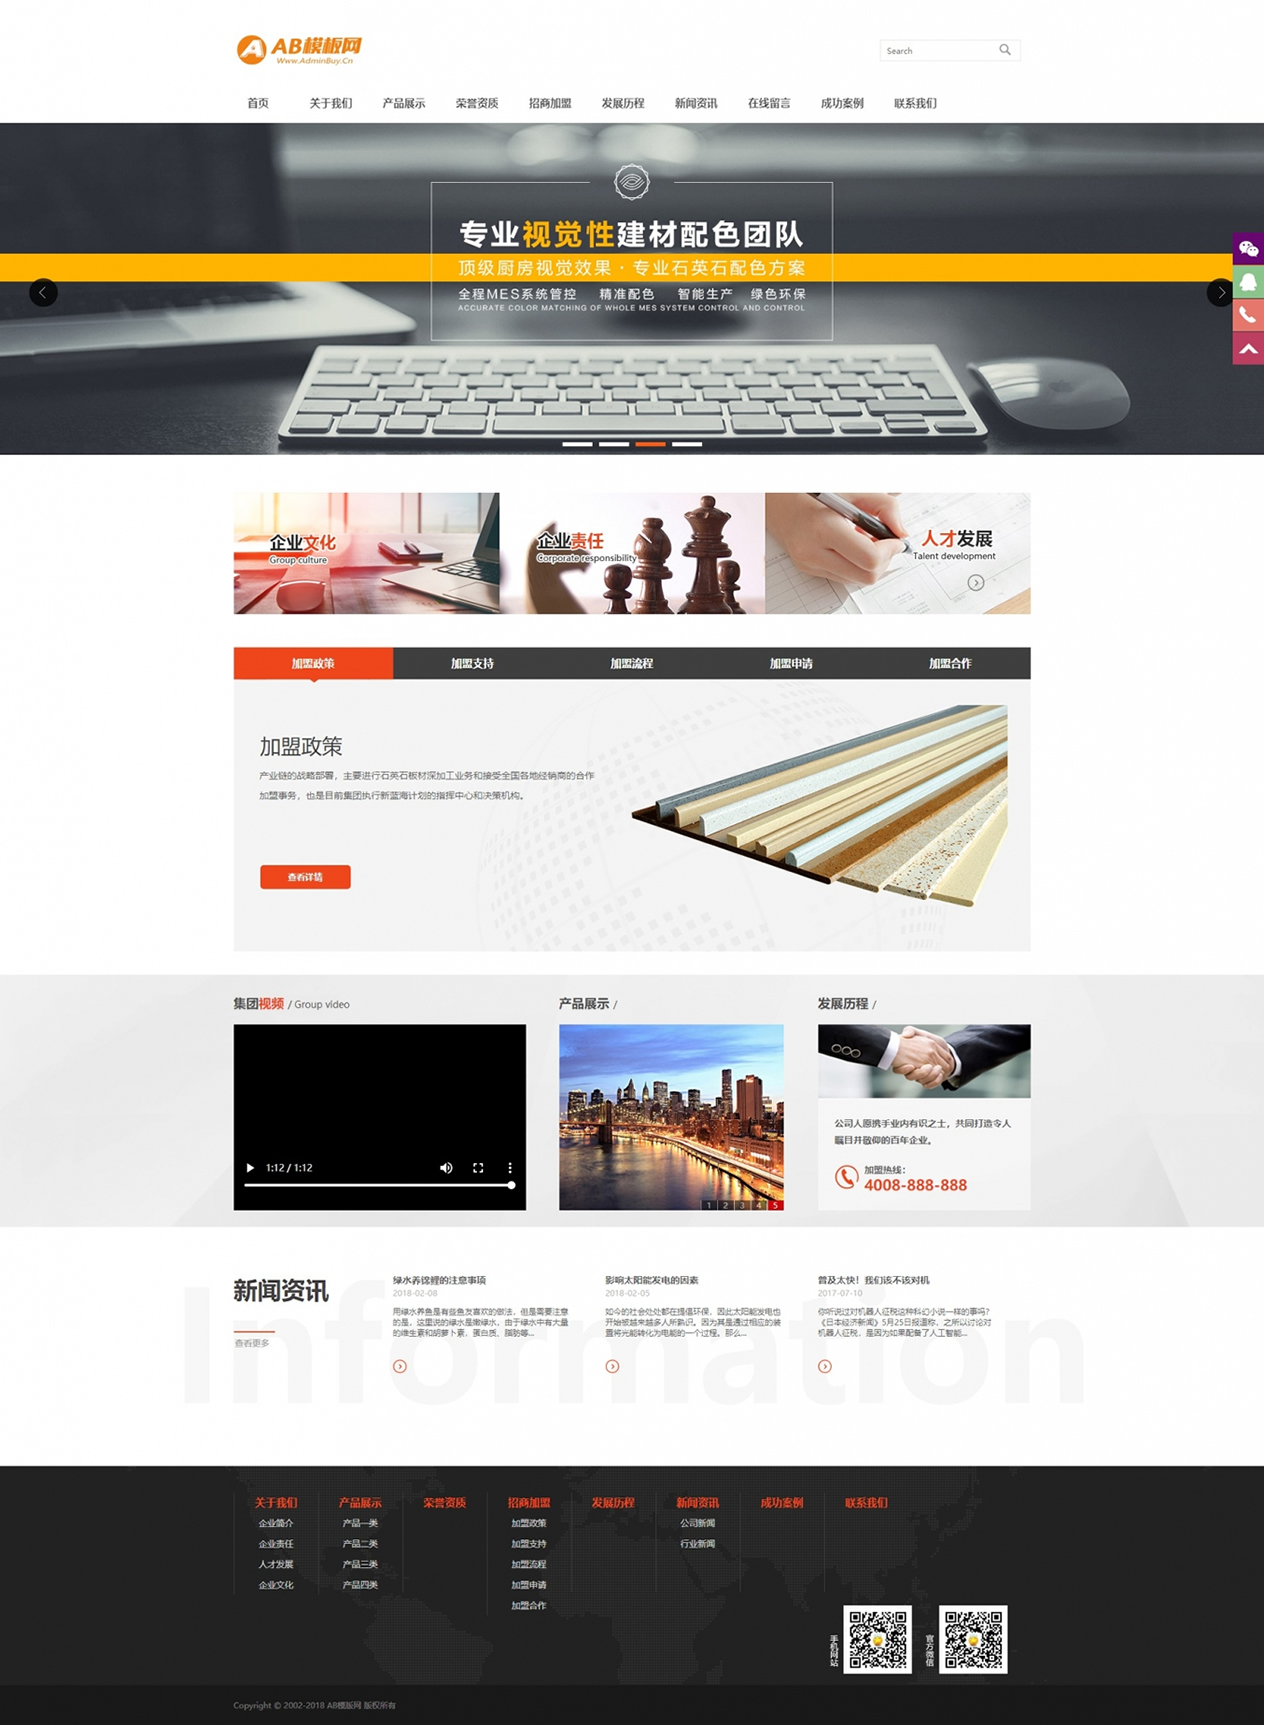 AB模板网
Www.AdminBuy.Cn
Search
首页 关于我们 产品展示 荣誉资质 招商加盟 发展历程 新闻资讯 在线留言 成功案例 联系我们
专业视觉性建材配色团队
顶级厨房视觉效果·专业石英石配色方案
全程MES系统管控 精准配色 智能生产 绿色环保
ACCURATE COLOR MATCHING OF WHOLE MES SYSTEM CONTROL AND CONTROL
企业文化
Group culture
企业责任
Corporate responsibility
人才发展
Talent development
加盟政策 加盟支持 加盟流程 加盟申请 加盟合作
加盟政策
产业链的战略部署，主要进行石英石板材深加工业务和接受全国各地经销商的合作
加盟事务，也是目前集团执行新蓝海计划的指挥中心和决策机构。
查看详情
集团视频 / Group video
1:12 / 1:12
产品展示 /
1 2 3 4 5
发展历程 /
公司人愿携手业内有识之士，共同打造令人
瞩目并敬仰的百年企业。
加盟热线：
4008-888-888
Information
新闻资讯
查看更多
绿水养锦鲤的注意事项
2018-02-08
用绿水养鱼是有些鱼友喜欢的做法，但是需要注意
的是，这里说的绿水是嫩绿水，由于绿水中有大量
的维生素和胡萝卜素，蛋白质、脂肪等...
影响太阳能发电的因素
2018-02-05
如今的社会处处都在提倡环保，因此太阳能发电也
开始被越来越多人所熟识。因为其是通过相应的装
置将光能转化为电能的一个过程。那么...
普及太快！我们该不该对机
2017-07-10
你听说过对机器人征税这种科幻小说一样的事吗？
《日本经济新闻》5月25日报道称，之所以讨论对
机器人征税，是因为如果配备了人工智能...
关于我们 产品展示 荣誉资质 招商加盟 发展历程 新闻资讯 成功案例 联系我们
企业简介 产品一类 加盟政策 公司新闻
企业责任 产品二类 加盟支持 行业新闻
人才发展 产品三类 加盟流程
企业文化 产品四类 加盟申请
加盟合作
手机网站
官方微信
Copyright © 2002-2018 AB模板网 版权所有